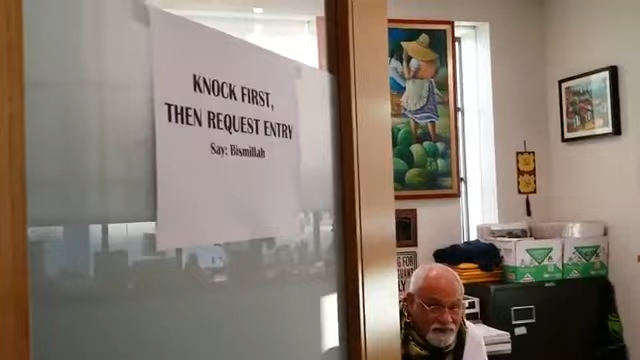 KNOCK FIRST,
THEN REQUEST ENTRY
Say: Bismillah